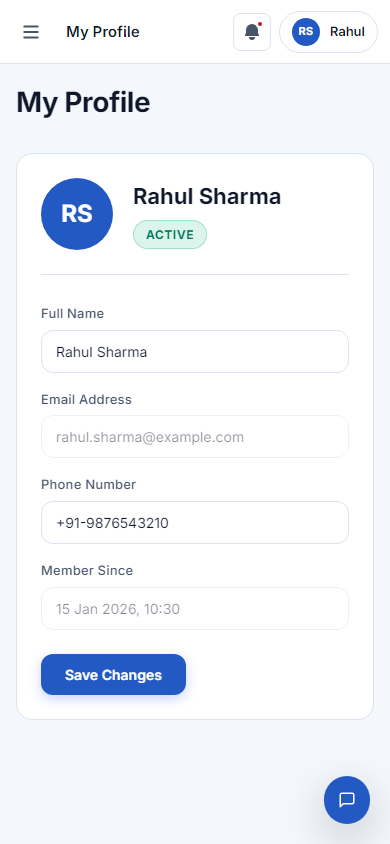 My Profile
RS
Rahul
My Profile
RS
Rahul Sharma
ACTIVE
Full Name
Rahul Sharma
Email Address
rahul.sharma@example.com
Phone Number
+91-9876543210
Member Since
15 Jan 2026, 10:30
Save Changes